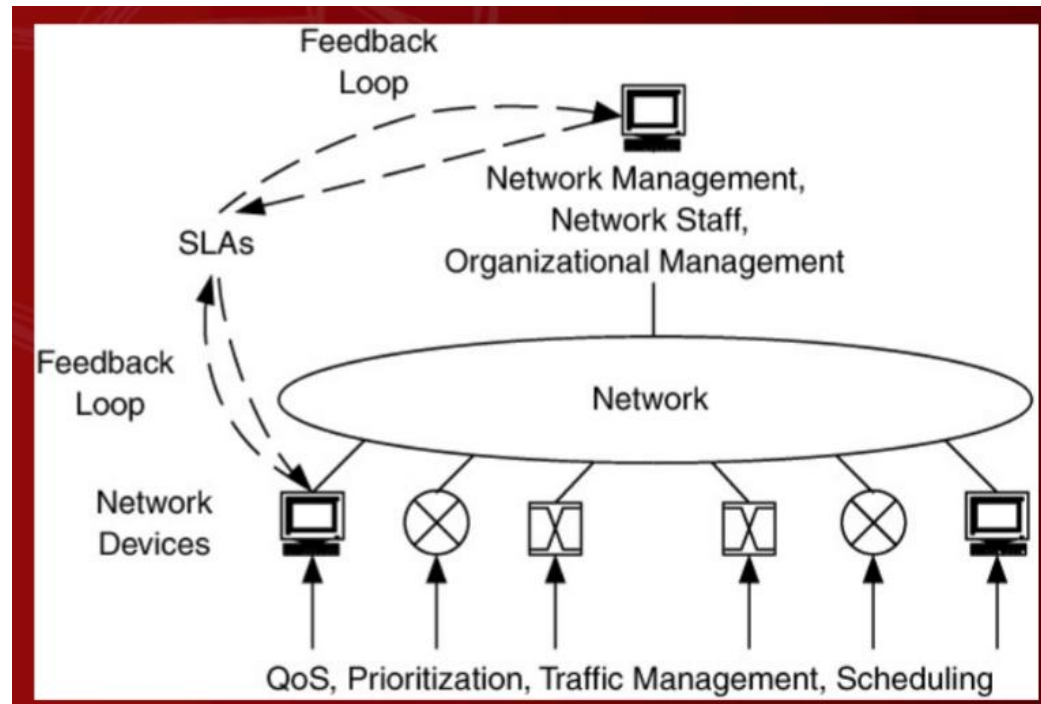 Feedback
Loop
Network Management,
Network Staff,
Organizational Management
SLAs
Feedback
Loop
Network
Network
Devices
QoS, Prioritization, Traffic Management, Scheduling